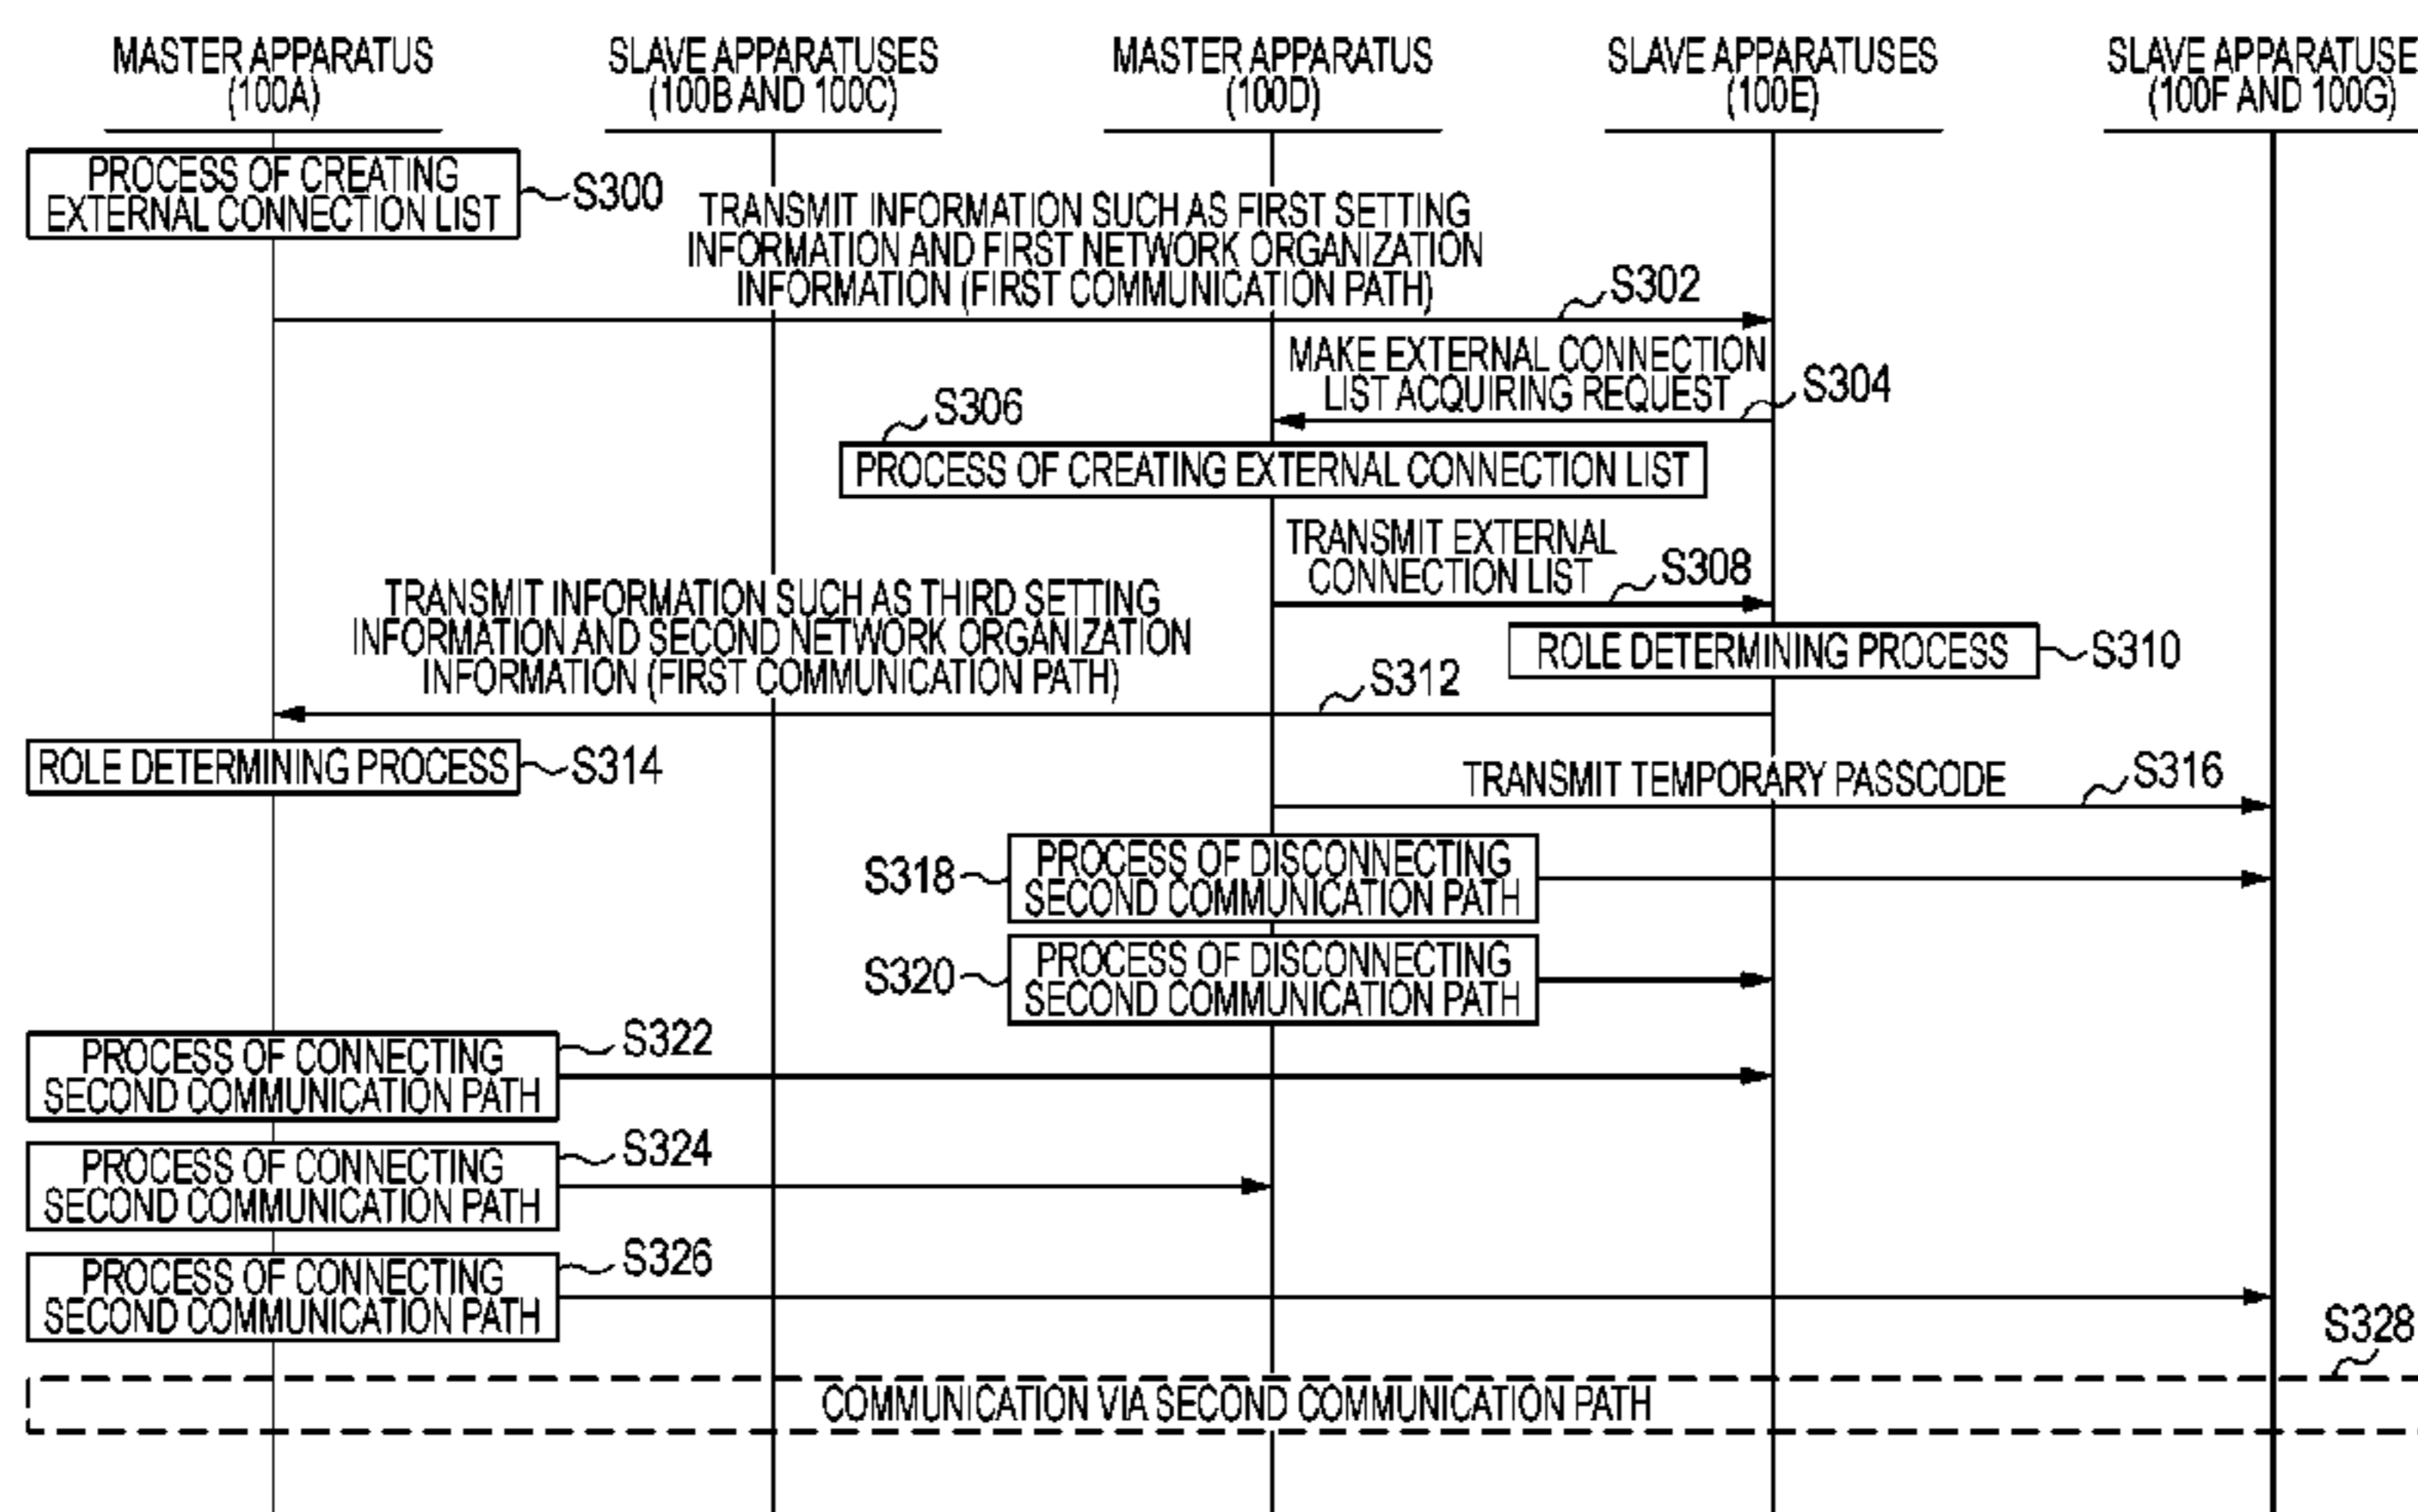 MASTER APPARATUS
(100A)
SLAVE APPARATUSES
(100B AND 100C)
MASTER APPARATUS
(100D)
SLAVE APPARATUSES
(100E)
SLAVE APPARATUSE
(100F AND 100G)
PROCESS OF CREATING
EXTERNAL CONNECTION LIST
S300
TRANSMIT INFORMATION SUCH AS FIRST SETTING
INFORMATION AND FIRST NETWORK ORGANIZATION
INFORMATION (FIRST COMMUNICATION PATH)
S302
MAKE EXTERNAL CONNECTION
LIST ACQUIRING REQUEST
S304
S306
PROCESS OF CREATING EXTERNAL CONNECTION LIST
TRANSMIT EXTERNAL
CONNECTION LIST
S308
TRANSMIT INFORMATION SUCH AS THIRD SETTING
INFORMATION AND SECOND NETWORK ORGANIZATION
INFORMATION (FIRST COMMUNICATION PATH)
ROLE DETERMINING PROCESS
S310
S312
ROLE DETERMINING PROCESS
S314
TRANSMIT TEMPORARY PASSCODE
S316
S318
PROCESS OF DISCONNECTING
SECOND COMMUNICATION PATH
S320
PROCESS OF DISCONNECTING
SECOND COMMUNICATION PATH
PROCESS OF CONNECTING
SECOND COMMUNICATION PATH
S322
PROCESS OF CONNECTING
SECOND COMMUNICATION PATH
S324
PROCESS OF CONNECTING
SECOND COMMUNICATION PATH
S326
S328
COMMUNICATION VIA SECOND COMMUNICATION PATH